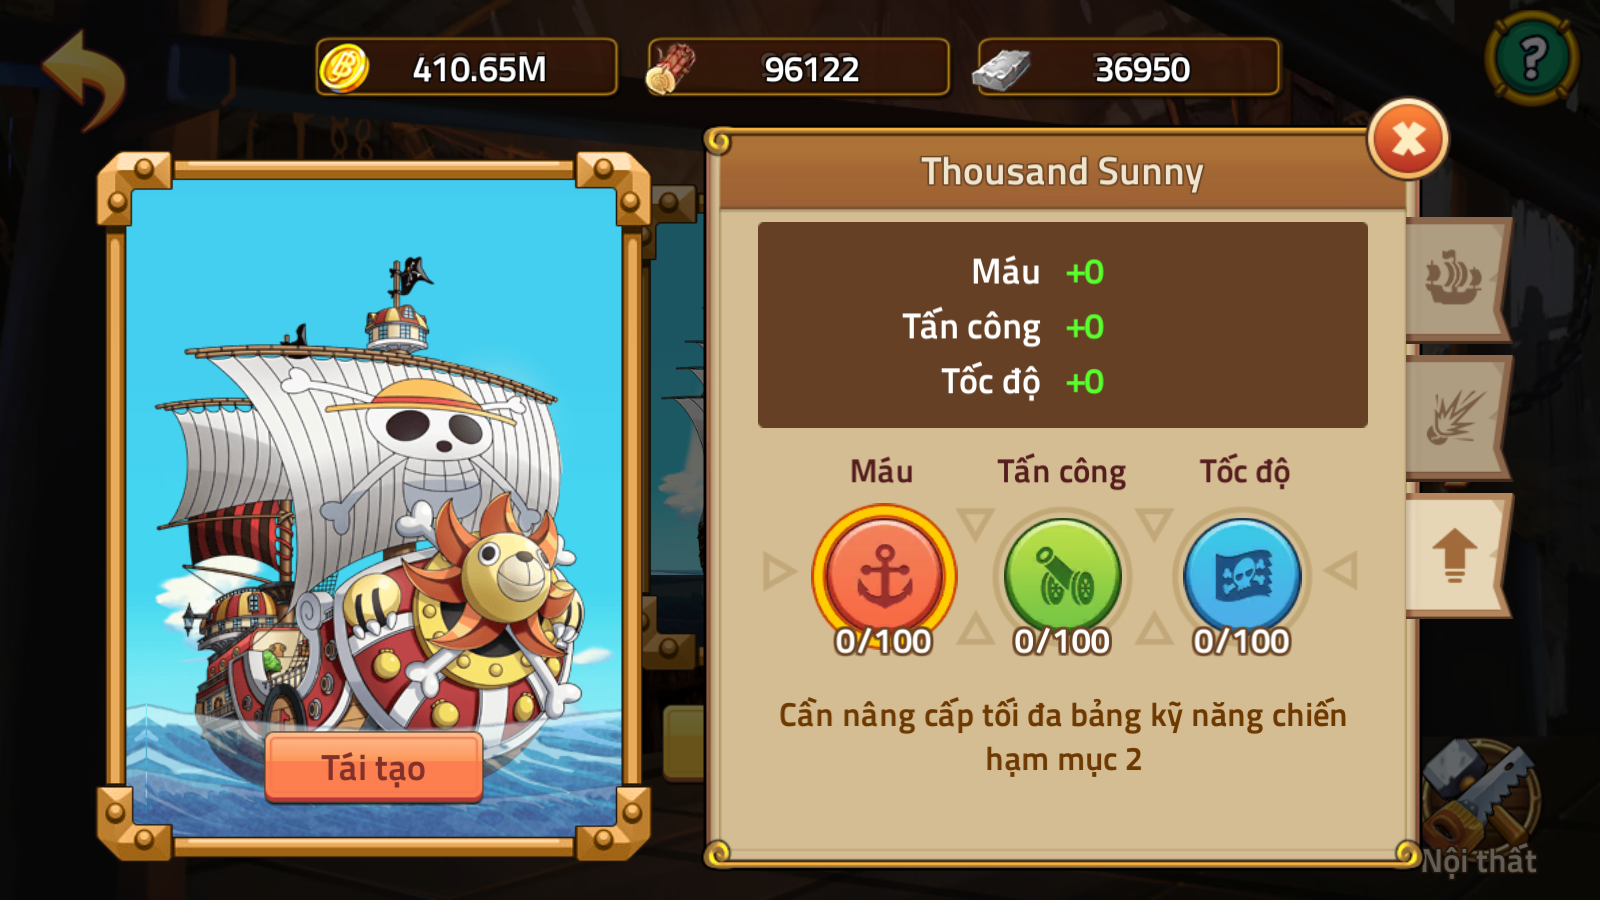 410.65M
96122
36950
?
Thousand Sunny
Máu +0
Tấn công +0
Tốc độ +0
Máu Tấn công Tốc độ
0/100 0/100 0/100
Cần nâng cấp tối đa bảng kỹ năng chiến
hạm mục 2
Tái tạo
Nội thất